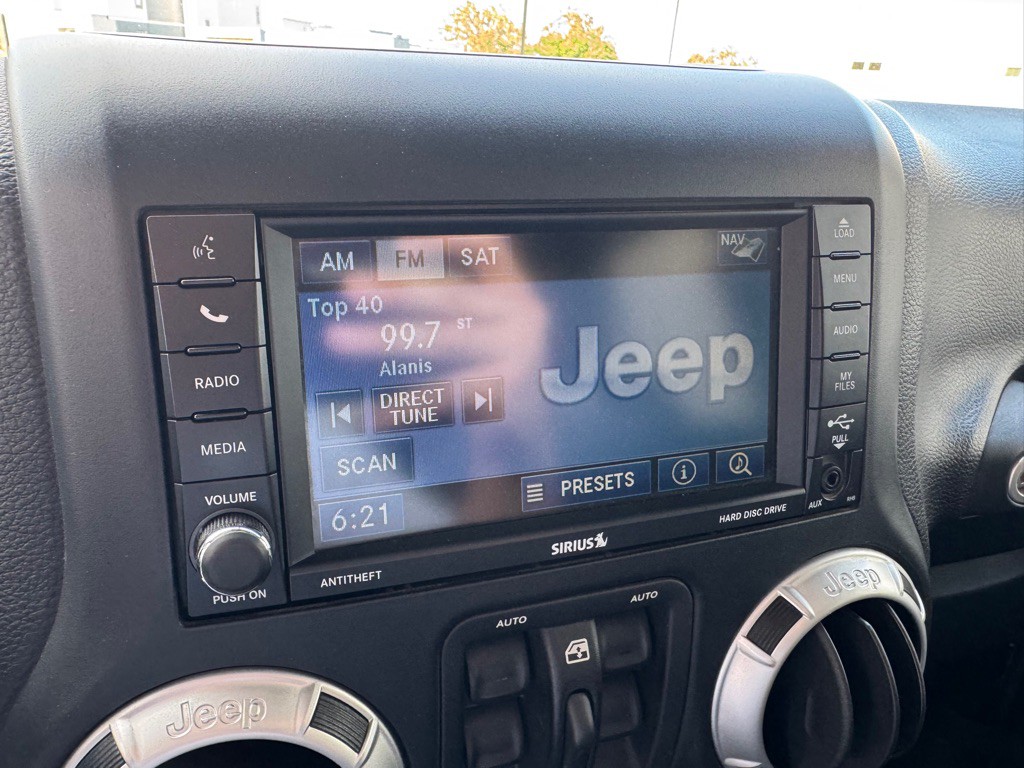 AM
FM
SAT
NAV
Top 40
99.7 ST
Alanis
DIRECT
TUNE
SCAN
6:21
PRESETS
Jeep
RADIO
MEDIA
VOLUME
PUSH ON
ANTITHEFT
SIRIUS
HARD DISC DRIVE
LOAD
MENU
AUDIO
MY
FILES
PULL
AUX
RHB
AUTO
AUTO
Jeep
Jeep